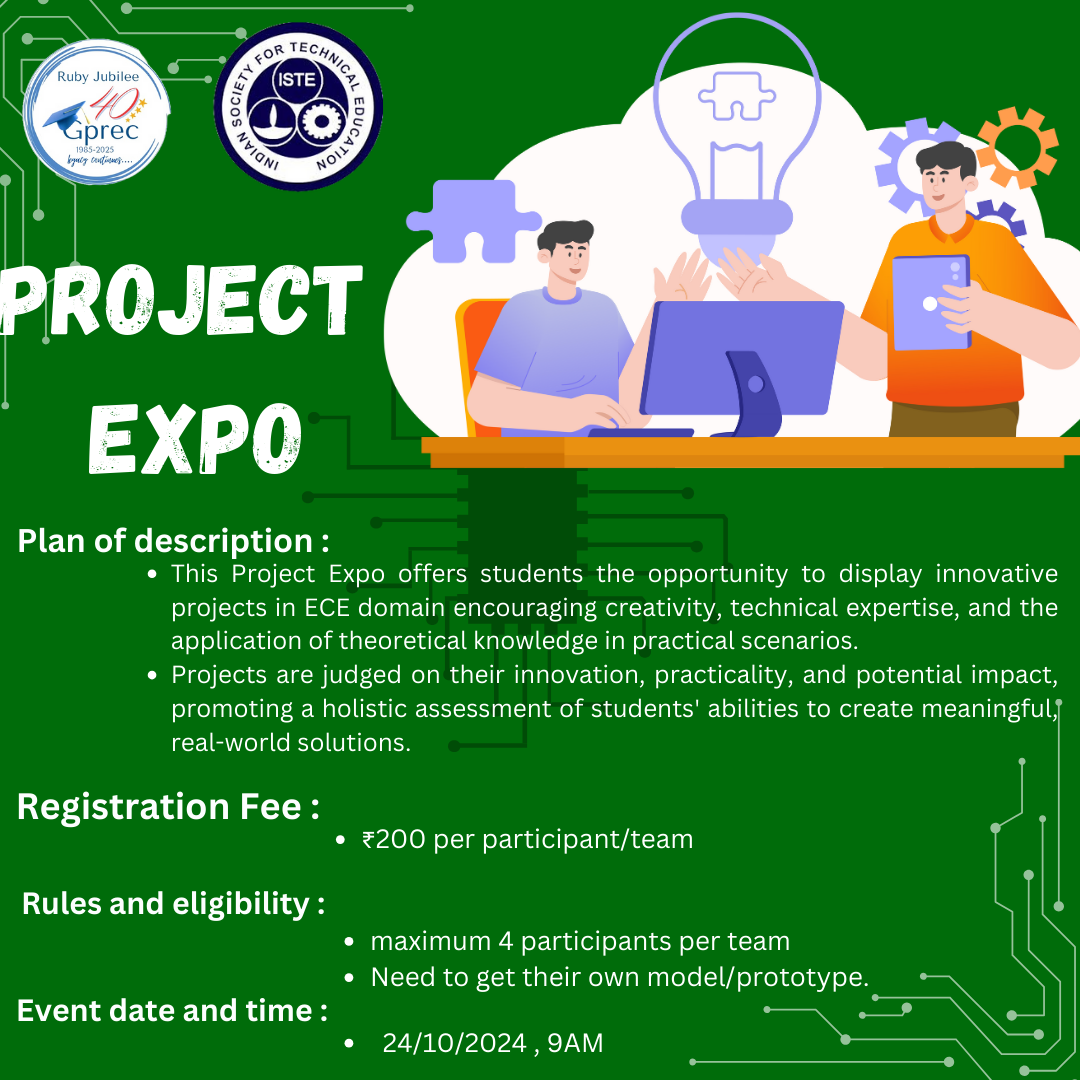 Ruby Jubilee
40
Gprec
1985-2025
legacy continues....
INDIAN SOCIETY FOR TECHNICAL EDUCATION
ISTE
PROJECT
EXPO
Plan of description :
• This Project Expo offers students the opportunity to display innovative
projects in ECE domain encouraging creativity, technical expertise, and the
application of theoretical knowledge in practical scenarios.
• Projects are judged on their innovation, practicality, and potential impact,
promoting a holistic assessment of students' abilities to create meaningful,
real-world solutions.
Registration Fee :
• ₹200 per participant/team
Rules and eligibility :
• maximum 4 participants per team
• Need to get their own model/prototype.
Event date and time :
• 24/10/2024 , 9AM